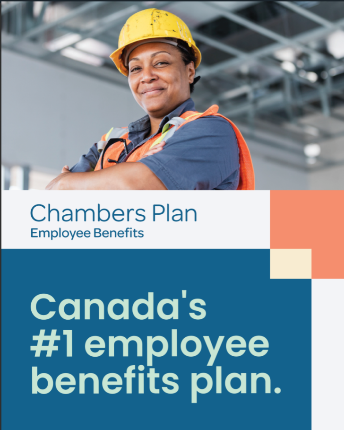 Chambers Plan
Employee Benefits
Canada's
#1 employee
benefits plan.